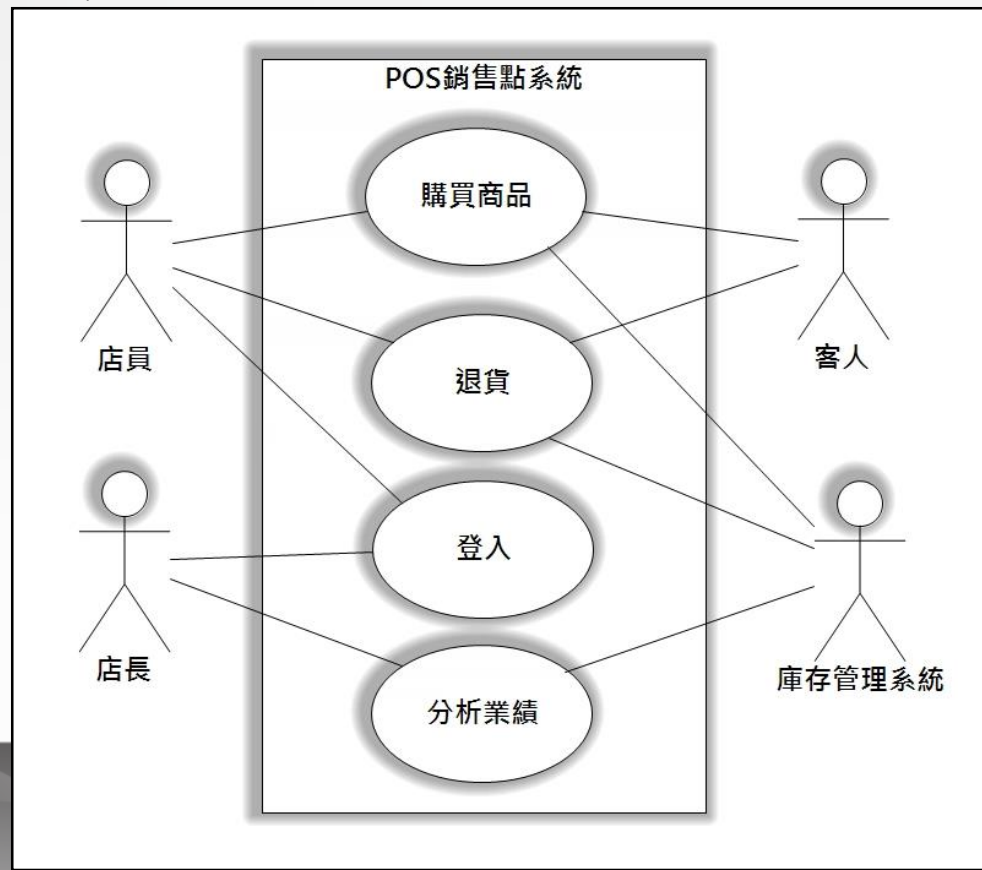 POS銷售點系統
購買商品
店員
客人
退貨
登入
店長
庫存管理系統
分析業績